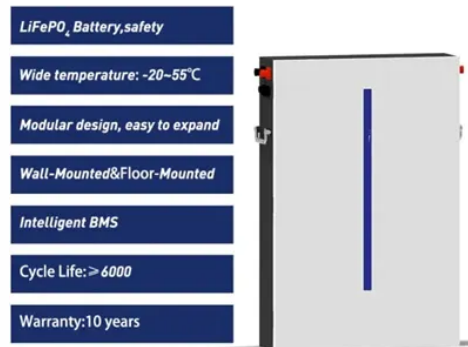 LiFePO₄ Battery,safety
Wide temperature: -20~55℃
Modular design, easy to expand
Wall-Mounted&Floor-Mounted
Intelligent BMS
Cycle Life:≥6000
Warranty:10 years